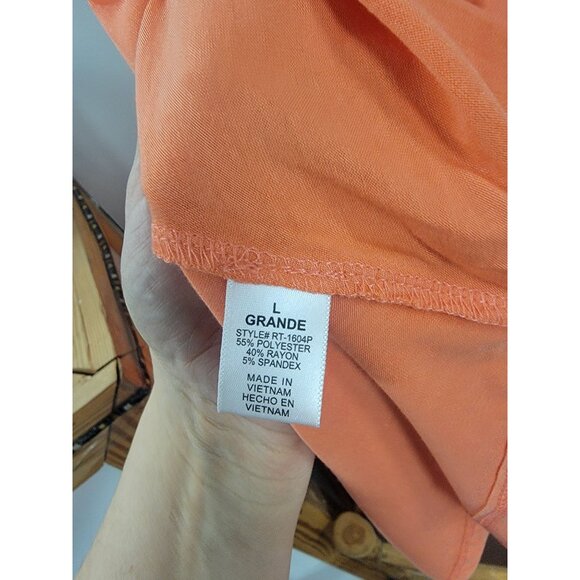 L
GRANDE
STYLE# RT-1604P
55% POLYESTER
40% RAYON
5% SPANDEX
MADE IN
VIETNAM
HECHO EN
VIETNAM